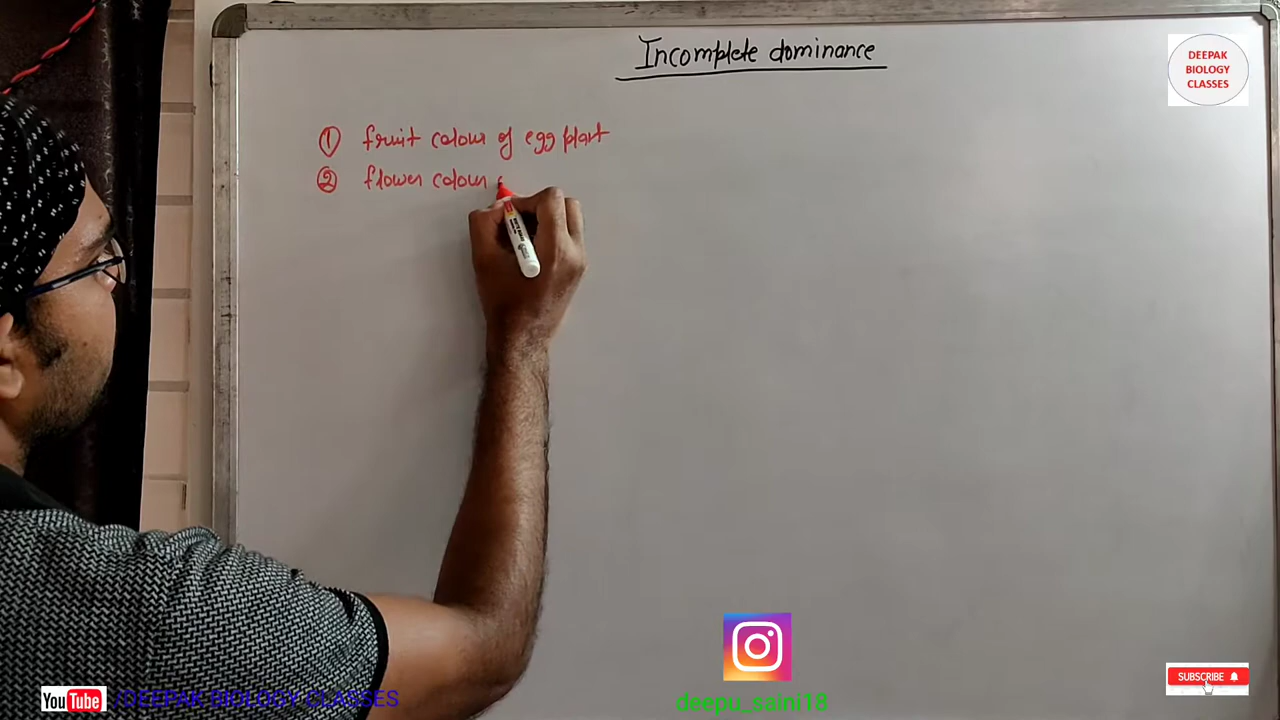 Incomplete dominance
DEEPAK
BIOLOGY
CLASSES
① fruit colour of egg plant
② flower colour
SUBSCRIBE
YouTube /DEEPAK BIOLOGY CLASSES
deepu_saini18